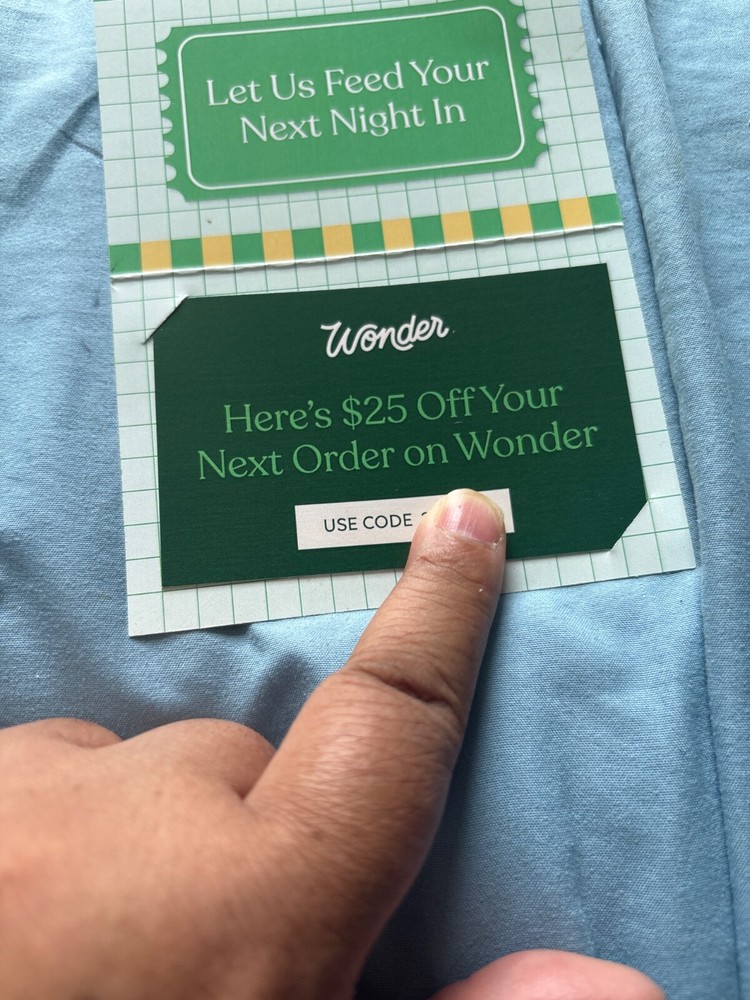 Let Us Feed Your
Next Night In
Wonder
Here's $25 Off Your
Next Order on Wonder
USE CODE